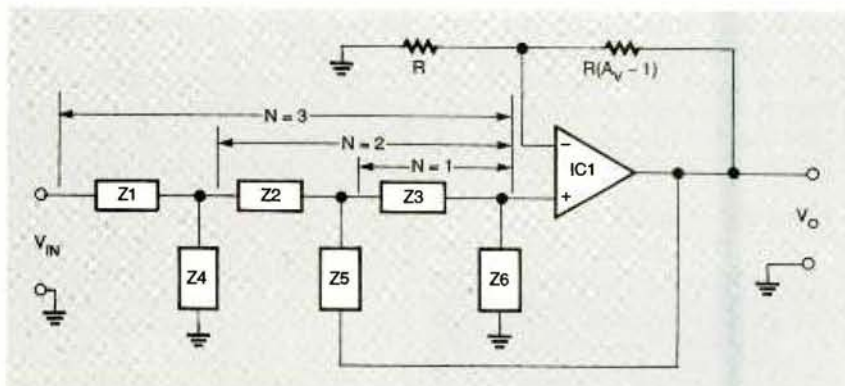 R
R(A_V − 1)
N = 3
N = 2
N = 1
−
IC1
+
Z1
Z2
Z3
V_IN
Z4
Z5
Z6
V_O